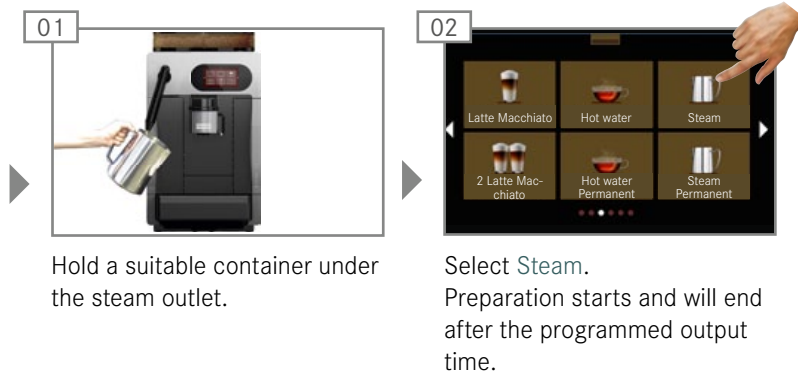 01
Hold a suitable container under
the steam outlet.
02
Latte Macchiato
Hot water
Steam
2 Latte Mac-
chiato
Hot water
Permanent
Steam
Permanent
Select Steam.
Preparation starts and will end
after the programmed output
time.